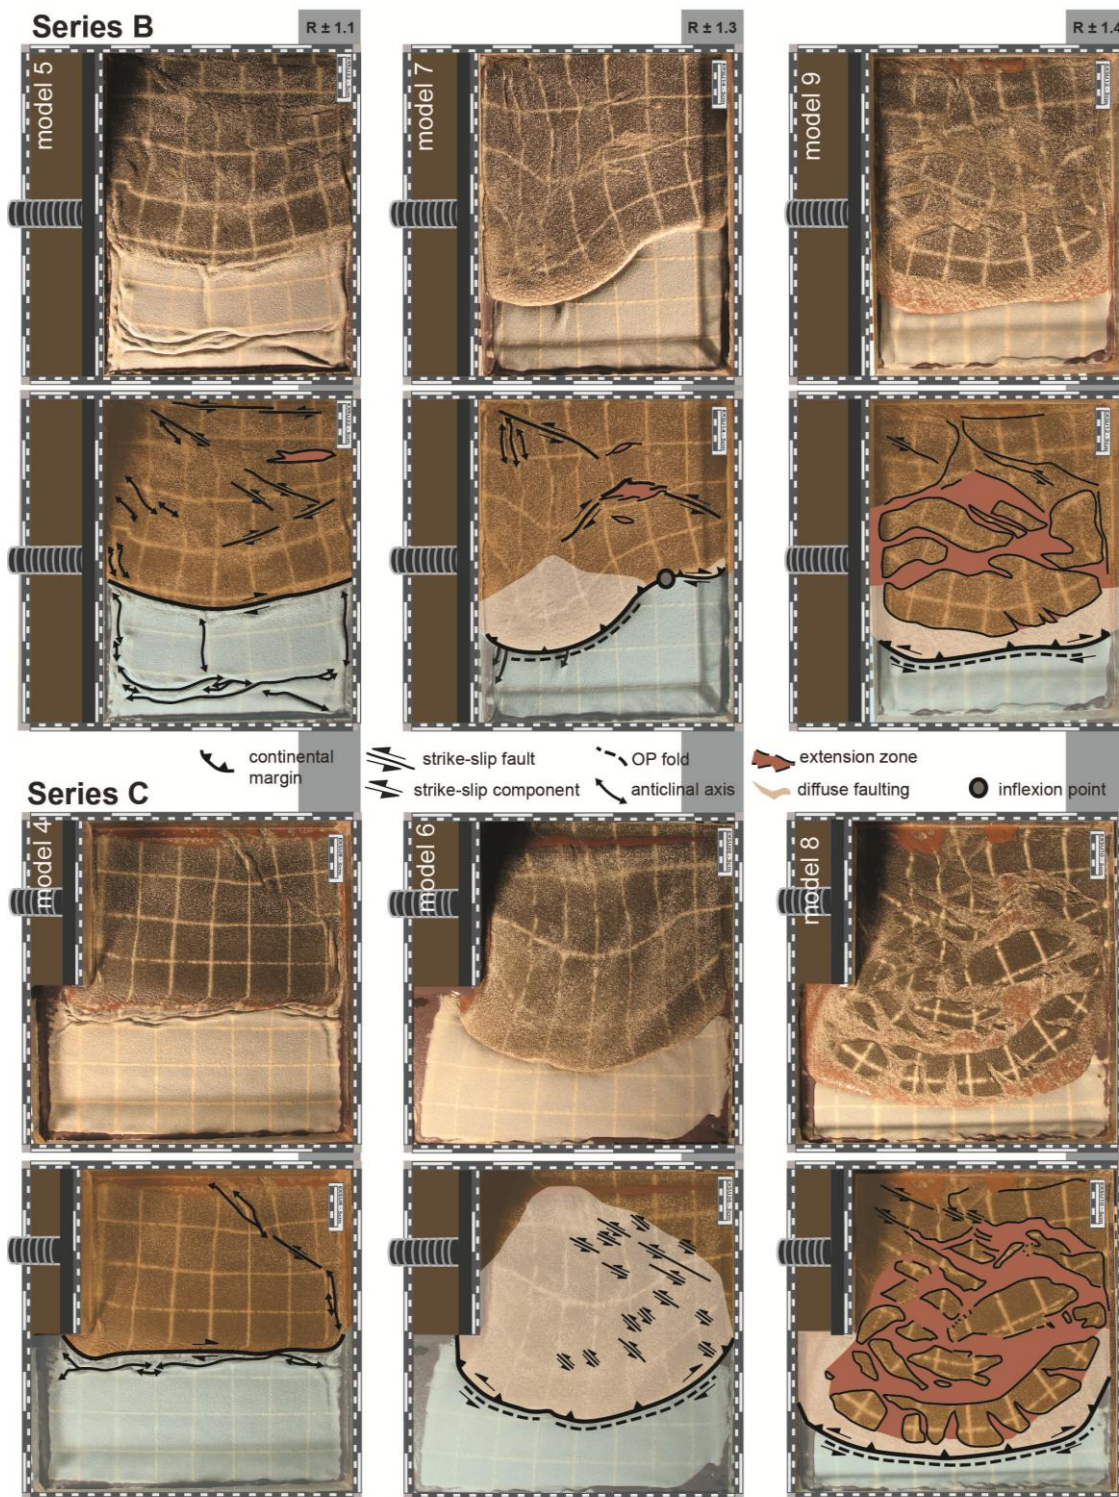 Series B
R ± 1.1
R ± 1.3
R ± 1.4
model 5
model 7
model 9
continental
margin
strike-slip fault
strike-slip component
OP fold
anticlinal axis
extension zone
diffuse faulting
inflexion point
Series C
model 4
model 6
model 8